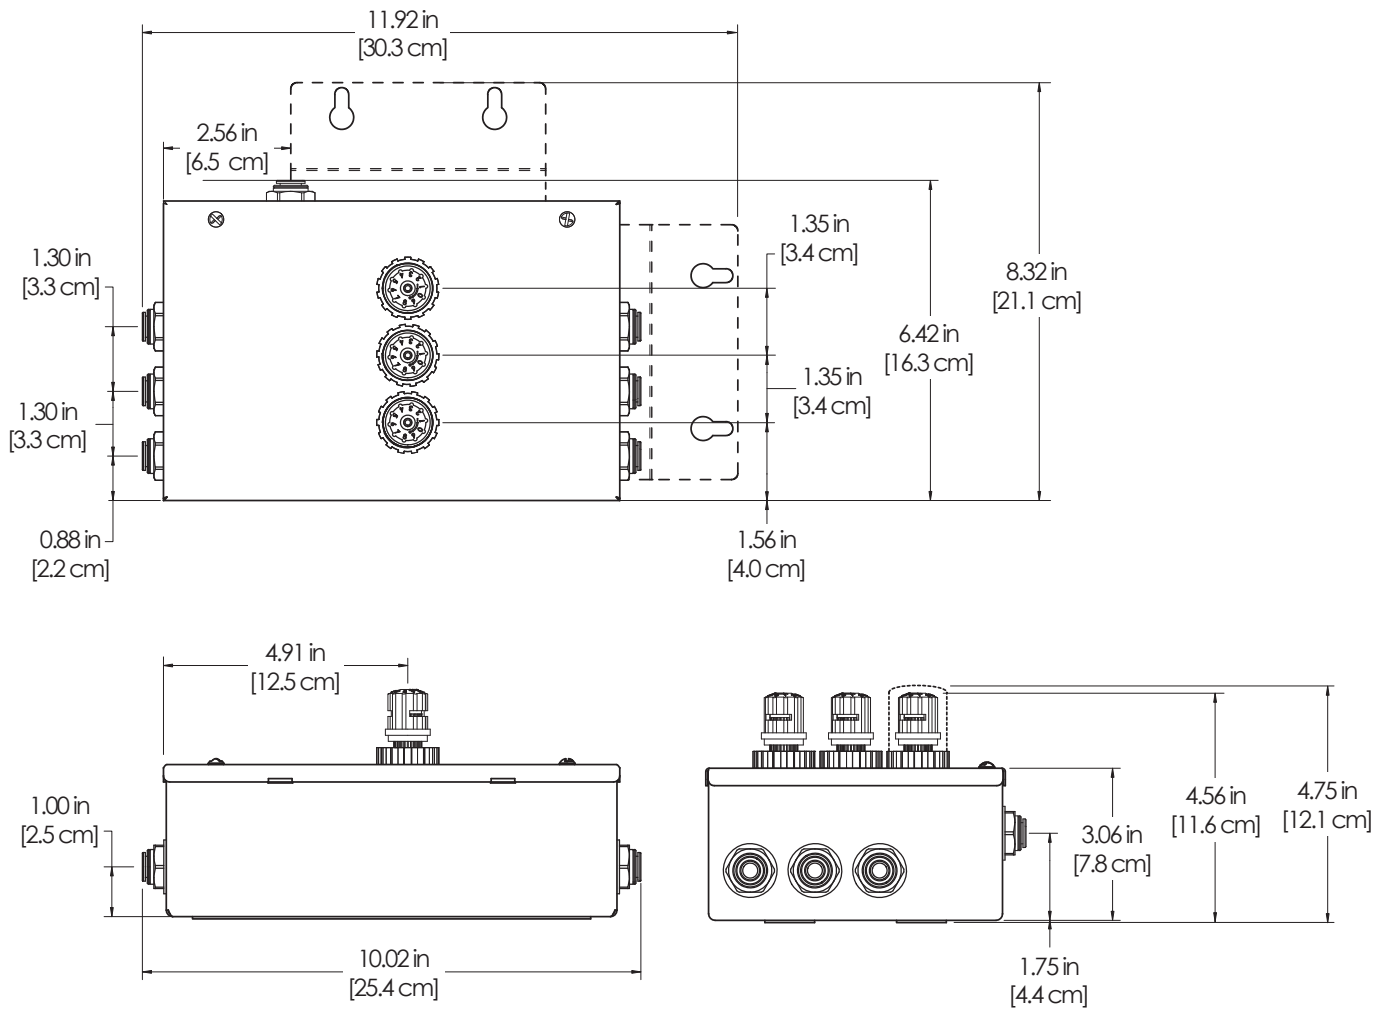 11.92 in
[30.3 cm]
2.56 in
[6.5 cm]
1.30 in
[3.3 cm]
1.30 in
[3.3 cm]
0.88 in
[2.2 cm]
1.35 in
[3.4 cm]
1.35 in
[3.4 cm]
1.56 in
[4.0 cm]
6.42 in
[16.3 cm]
8.32 in
[21.1 cm]
4.91 in
[12.5 cm]
1.00 in
[2.5 cm]
10.02 in
[25.4 cm]
3.06 in
[7.8 cm]
4.56 in
[11.6 cm]
4.75 in
[12.1 cm]
1.75 in
[4.4 cm]